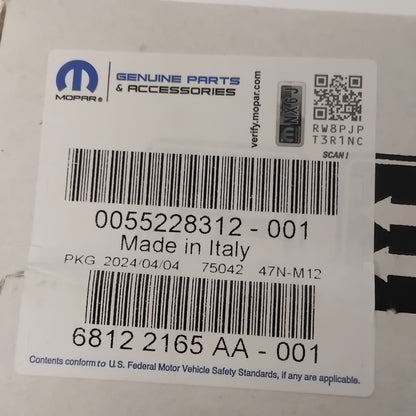 MOPAR®
GENUINE PARTS
& ACCESSORIES
verify.mopar.com
NX6-J
RW8PJP
T3R1NC
SCAN!
0055228312 - 001
Made in Italy
PKG 2024/04/04 75042 47N-M12
6812 2165 AA - 001
Contents conform to U.S. Federal Motor Vehicle Safety Standards, if any are applicable.